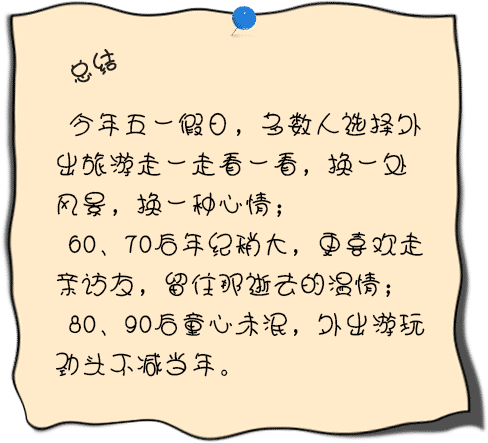 总结
今年五一假日，多数人选择外
出旅游走一走看一看，换一处
风景，换一种心情；
60、70后年纪稍大，更喜欢走
亲访友，留住那逝去的温情；
80、90后童心未泯，外出游玩
劲头不减当年。